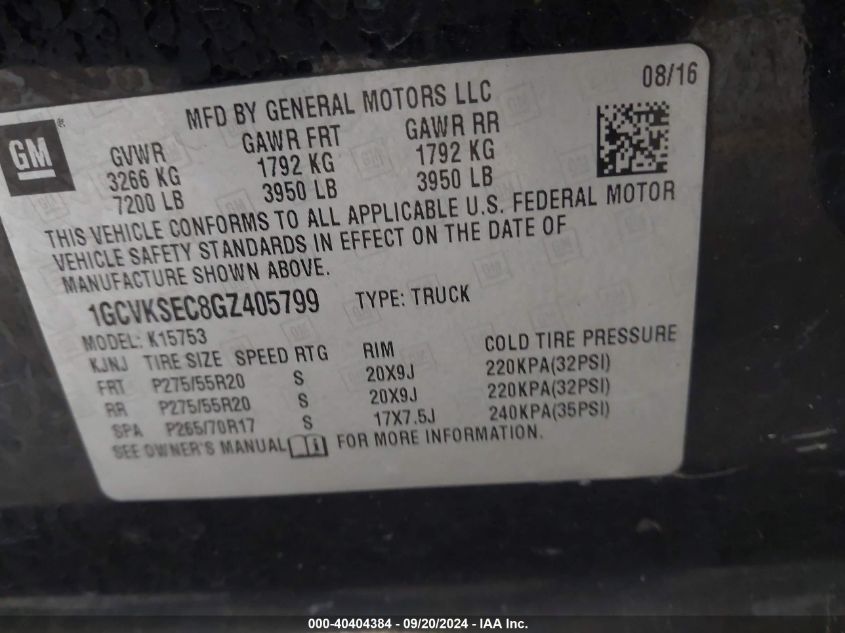 08/16
MFD BY GENERAL MOTORS LLC
GM®
GVWR GAWR FRT GAWR RR
3266 KG 1792 KG 1792 KG
7200 LB 3950 LB 3950 LB
THIS VEHICLE CONFORMS TO ALL APPLICABLE U.S. FEDERAL MOTOR
VEHICLE SAFETY STANDARDS IN EFFECT ON THE DATE OF
MANUFACTURE SHOWN ABOVE.
1GCVKSEC8GZ405799 TYPE: TRUCK
MODEL: K15753
KJNJ TIRE SIZE SPEED RTG RIM COLD TIRE PRESSURE
FRT P275/55R20 S 20X9J 220KPA(32PSI)
RR P275/55R20 S 20X9J 220KPA(32PSI)
SPA P265/70R17 S 17X7.5J 240KPA(35PSI)
SEE OWNER'S MANUAL FOR MORE INFORMATION.
000-40404384 - 09/20/2024 - IAA Inc.